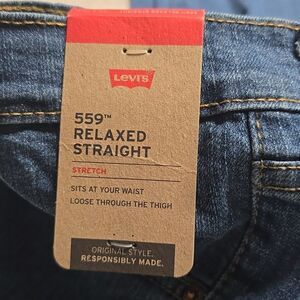 Levi's
559™
RELAXED
STRAIGHT
STRETCH
SITS AT YOUR WAIST
LOOSE THROUGH THE THIGH
ORIGINAL STYLE.
RESPONSIBLY MADE.